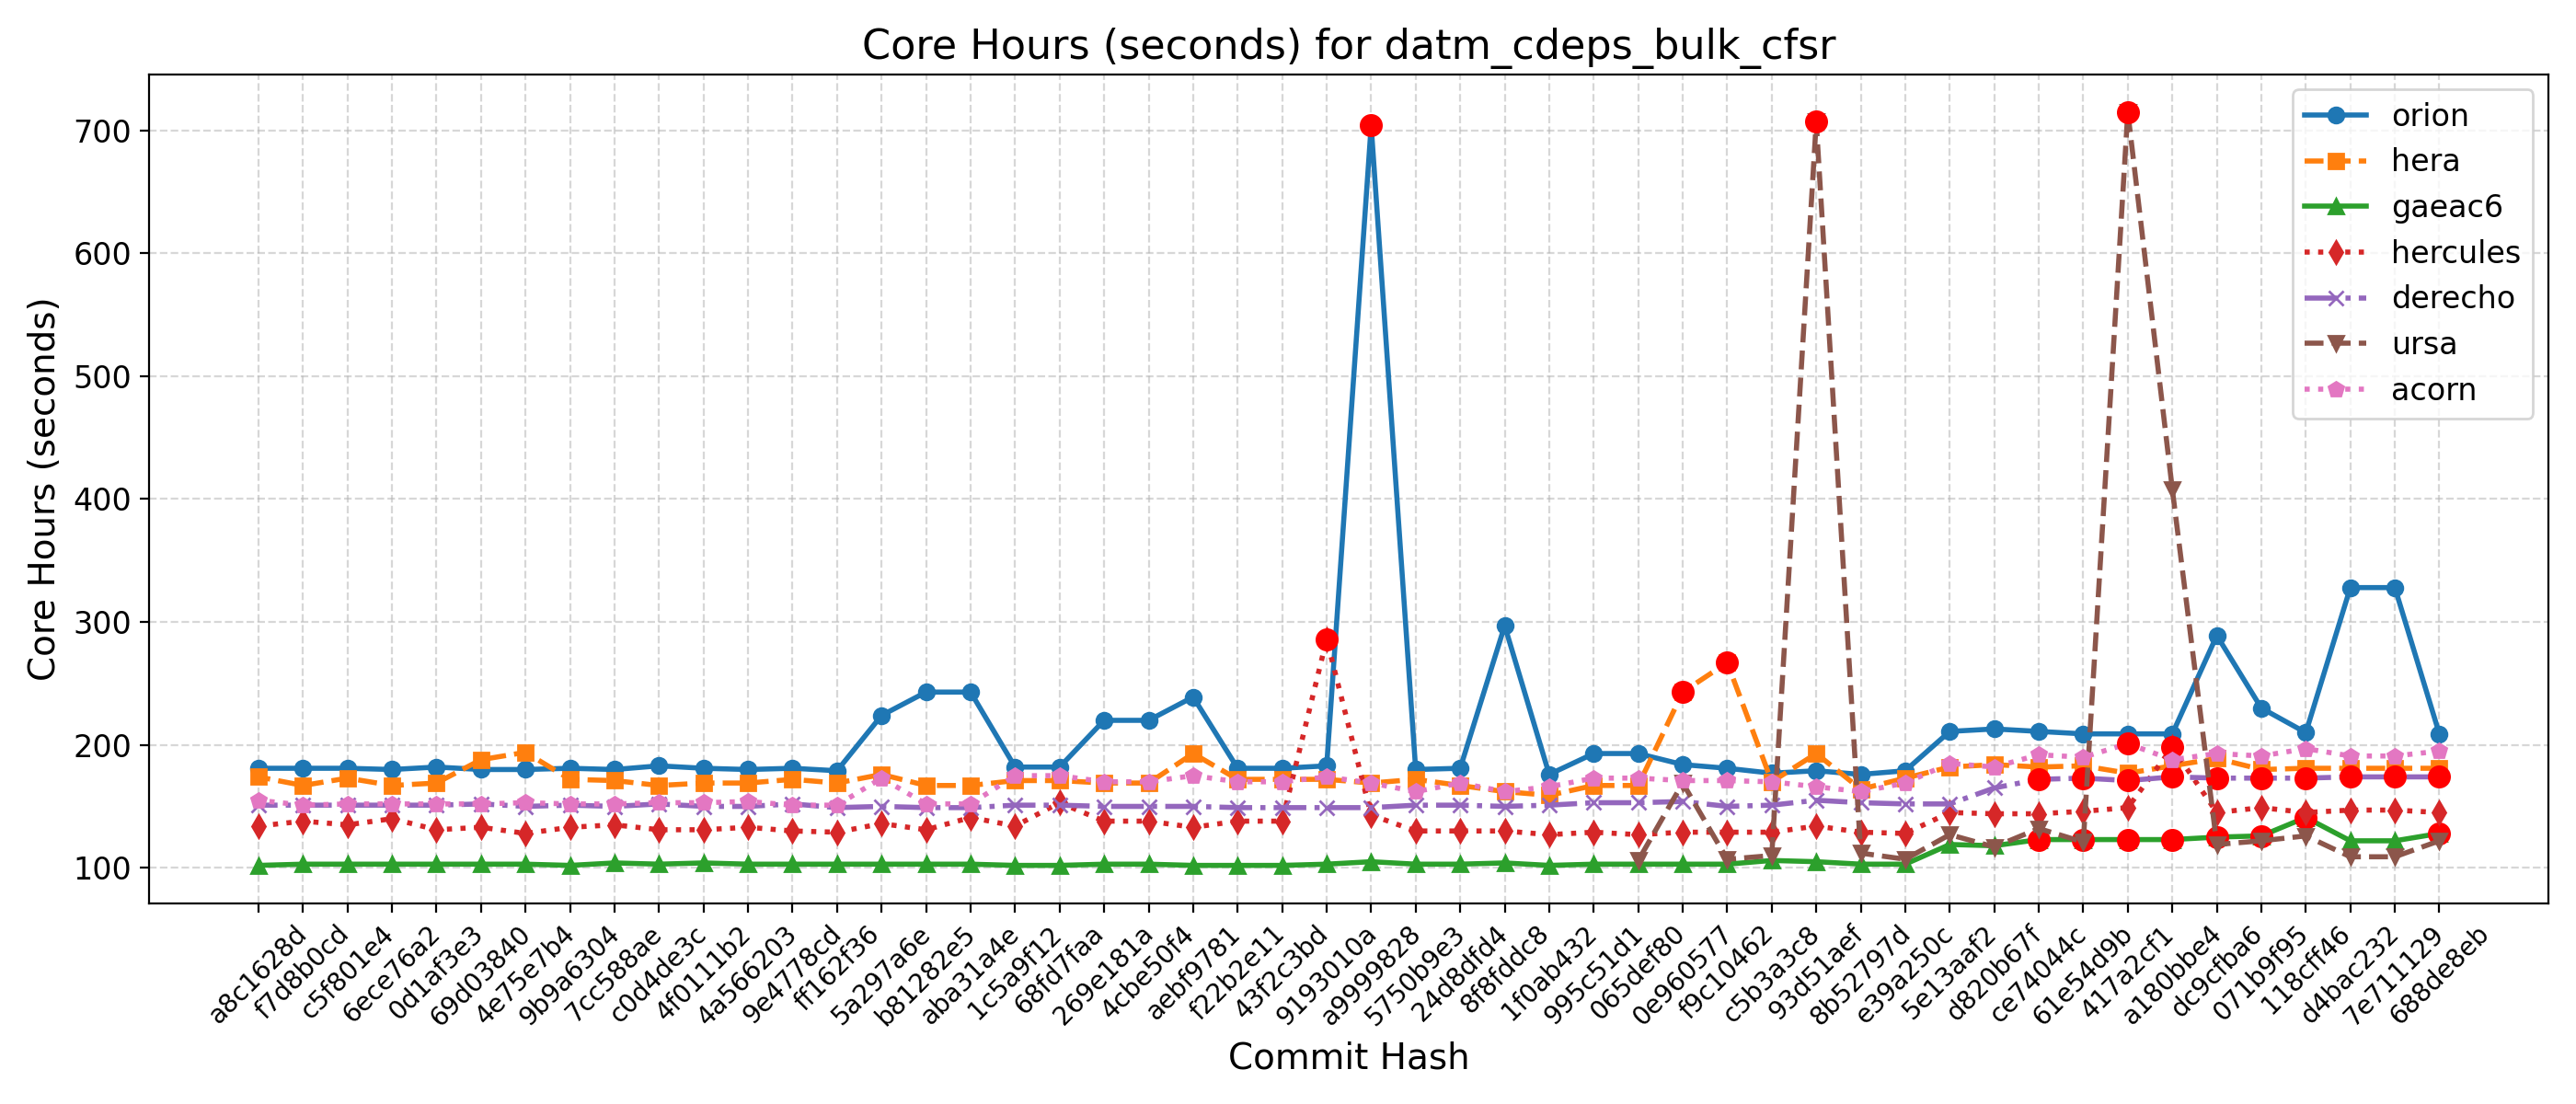 Core Hours (seconds) for datm_cdeps_bulk_cfsr
Core Hours (seconds)
700
600
500
400
300
200
100
orion
hera
gaeac6
hercules
derecho
ursa
acorn
a8c1628d
f7d8b0cd
c5f801e4
6ece76a2
0d1af3e3
69d03840
4e75e7b4
9b9a6304
7cc588ae
c0d4de3c
4f0111b2
4a566203
9e4778cd
ff162f36
5a297a6e
b81282e5
aba31a4e
1c5a9f12
68fd7faa
269e181a
4cbe50f4
aebf9781
f22b2e11
43f2c3bd
9193010a
a9999828
5750b9e3
24d8dfd4
8f8fddc8
1f0ab432
995c51d1
065def80
0e960577
f9c10462
c5b3a3c8
93d51aef
8b52797d
e39a250c
5e13aaf2
d820b67f
ce74044c
61e54d9b
417a2cf1
a180bbe4
dc9cfba6
071b9f95
118cff46
d4bac232
7e711129
688de8eb
Commit Hash